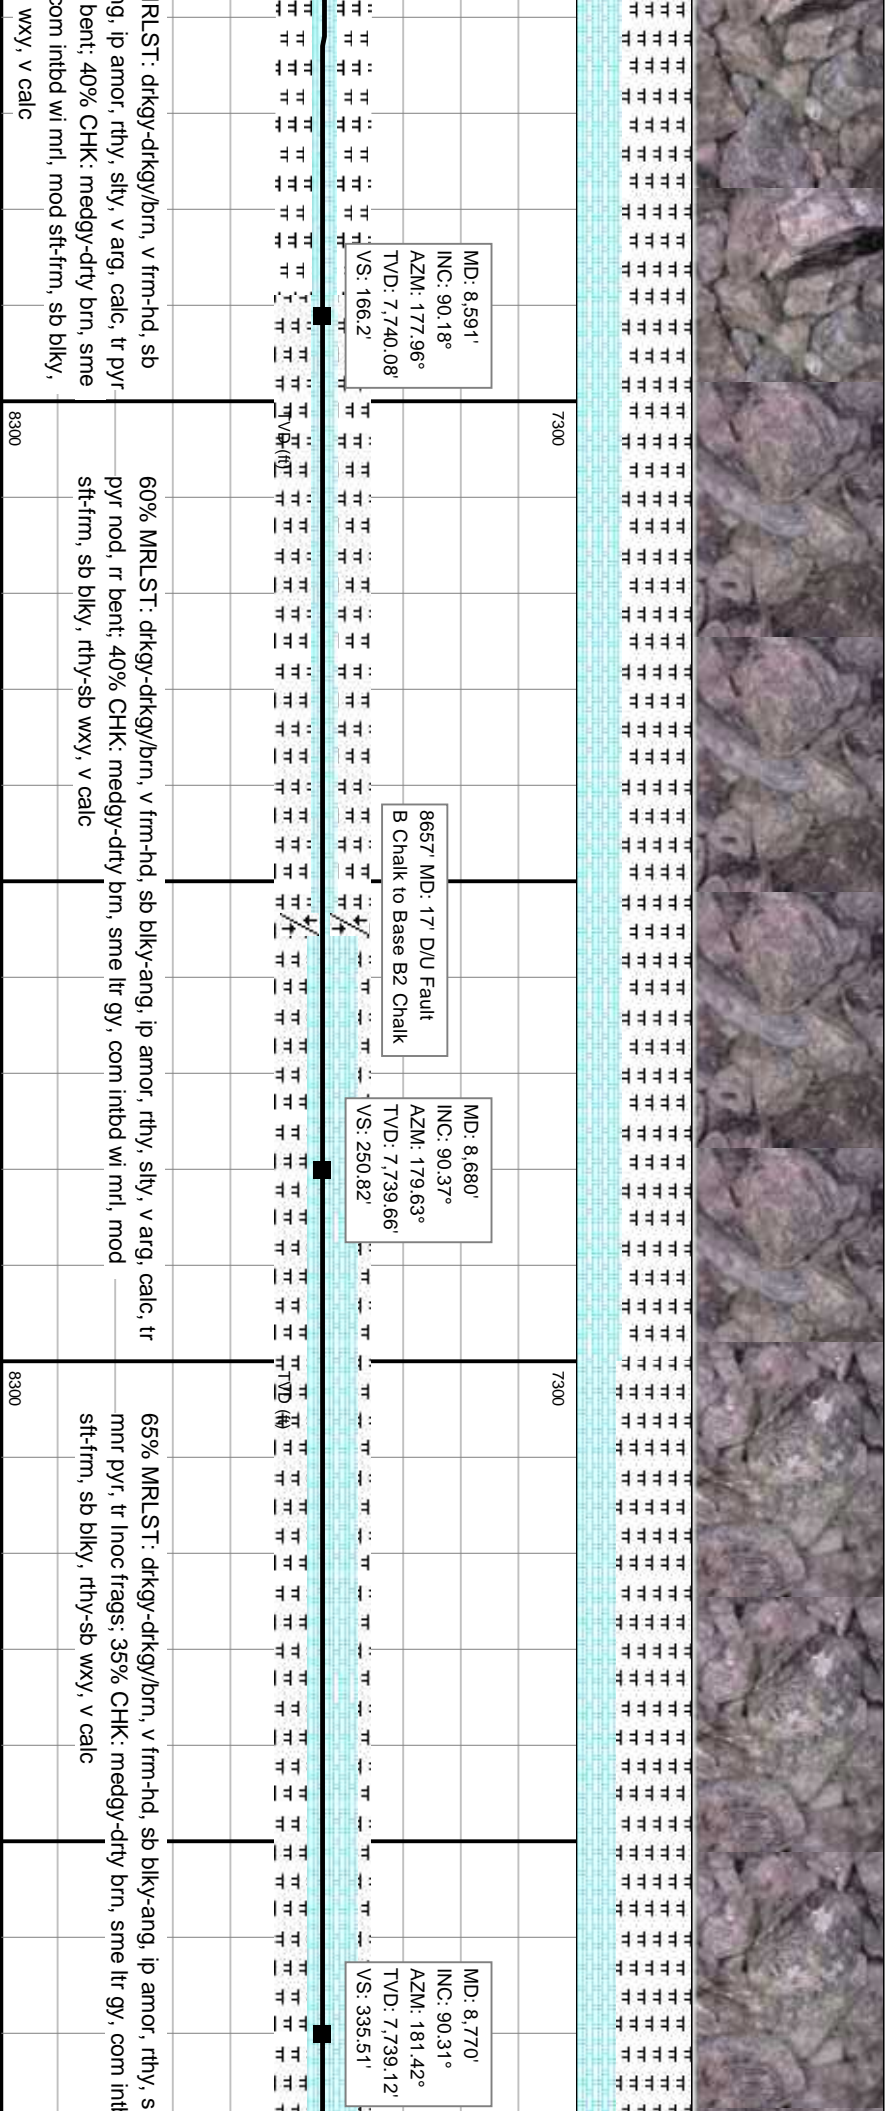 MD: 8,591'
INC: 90.18°
AZM: 177.96°
TVD: 7,740.08'
VS: 166.2'
RLST: drkgy-drkgy/brn, v frm-hd, sb
ng, ip amor, rthy, slty, v arg, calc, tr pyr
bent; 40% CHK: medgy-drty brn, sme
com intbd wi mrl, mod sft-frm, sb blky,
wxy, v calc
7300
TVD (ft)
8300
60% MRLST: drkgy-drkgy/brn, v frm-hd, sb blky-ang, ip amor, rthy, slty, v arg, calc, tr
pyr nod, rr bent; 40% CHK: medgy-drty brn, sme ltr gy, com intbd wi mrl, mod
sft-frm, sb blky, rthy-sb wxy, v calc
8657' MD: 17' D/U Fault
B Chalk to Base B2 Chalk
MD: 8,680'
INC: 90.37°
AZM: 179.63°
TVD: 7,739.66'
VS: 250.82'
7300
TVD (ft)
8300
65% MRLST: drkgy-drkgy/brn, v frm-hd, sb blky-ang, ip amor, rthy, s
mnr pyr, tr Inoc frags; 35% CHK: medgy-drty brn, sme ltr gy, com intb
sft-frm, sb blky, rthy-sb wxy, v calc
MD: 8,770'
INC: 90.31°
AZM: 181.42°
TVD: 7,739.12'
VS: 335.51'